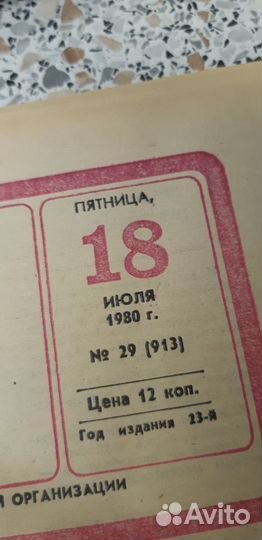 ПЯТНИЦА,
18
ИЮЛЯ
1980 г.
№ 29 (913)
Цена 12 коп.
Год издания 23-й
ОРГАНИЗАЦИИ
Avito